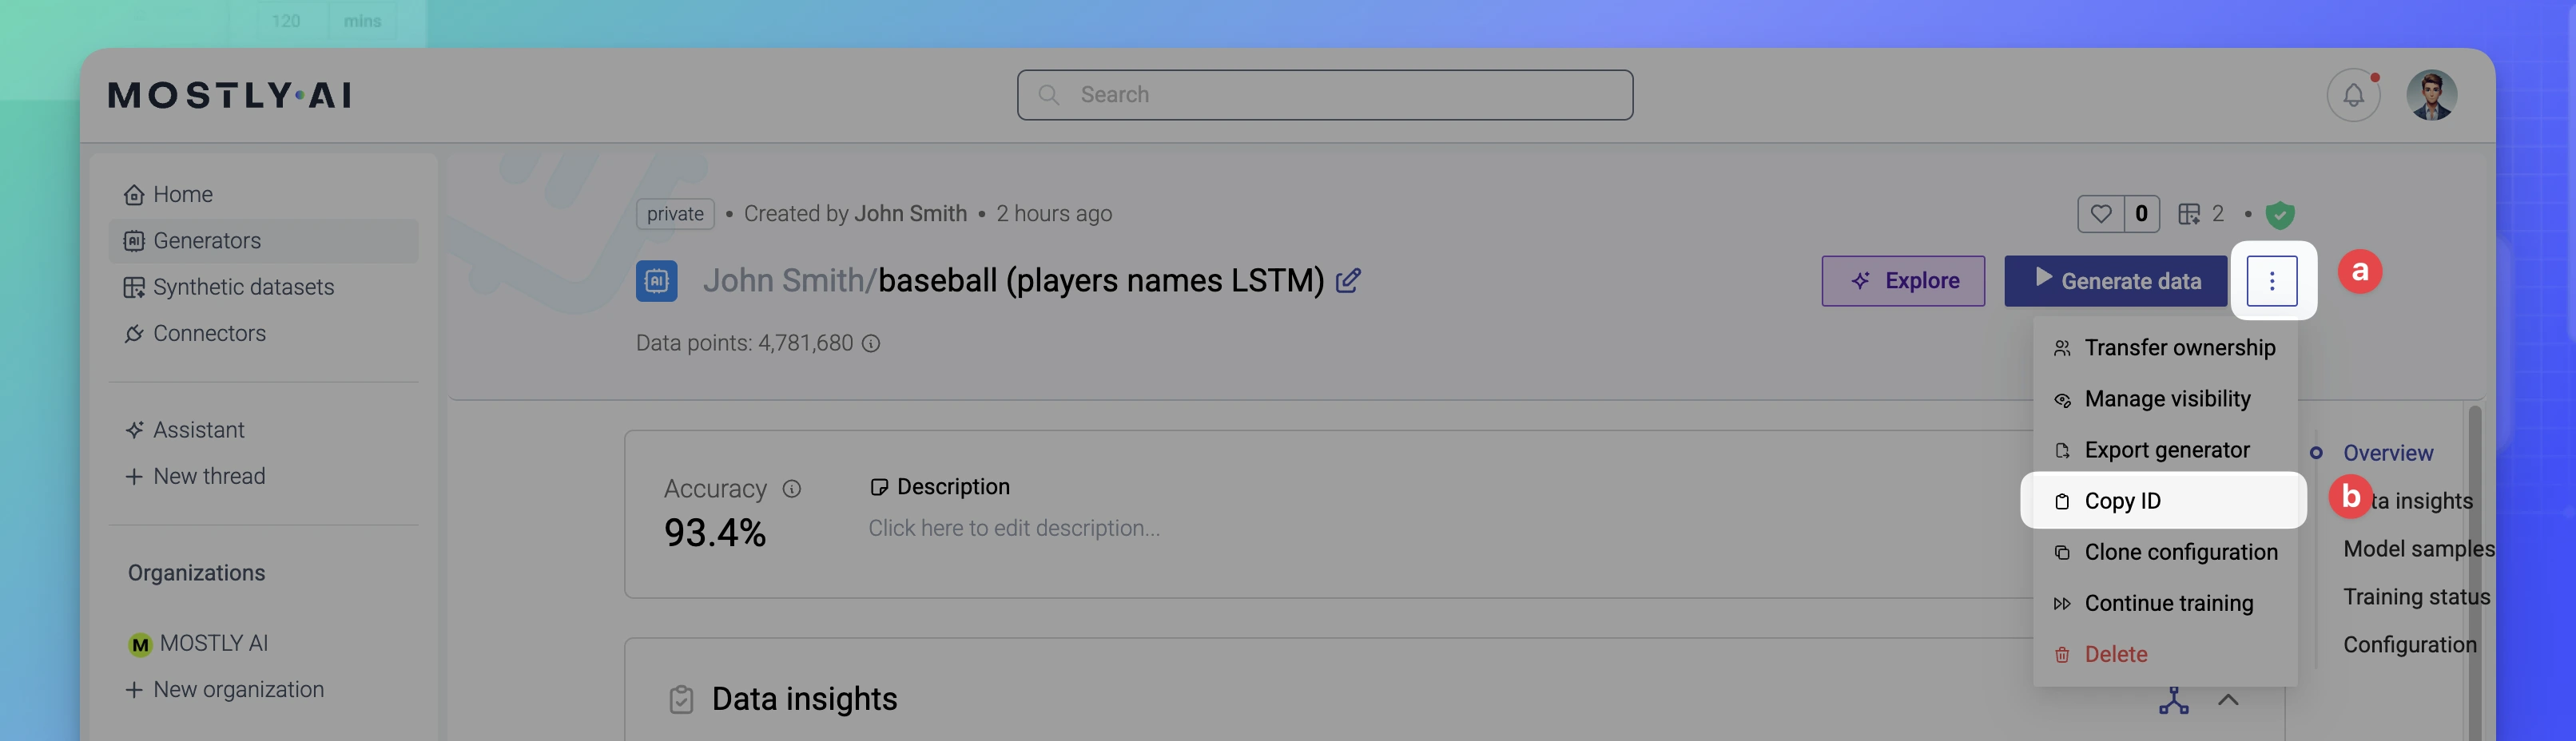 120 mins
MOSTLY AI
Search
Home
Generators
Synthetic datasets
Connectors
Assistant
New thread
Organizations
M MOSTLY AI
New organization
private • Created by John Smith • 2 hours ago
0 2 •
AI John Smith/baseball (players names LSTM)
Explore
Generate data
a
Data points: 4,781,680
Transfer ownership
Manage visibility
Export generator
Copy ID
b
Clone configuration
Continue training
Delete
Accuracy
93.4%
Description
Click here to edit description...
Data insights
Overview
ta insights
Model samples
Training status
Configuration